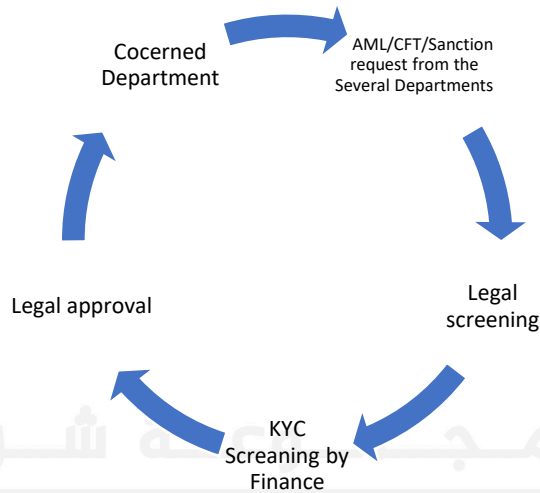 Cocerned
Department
AML/CFT/Sanction
request from the
Several Departments
Legal
screening
KYC
Screaning by
Finance
Legal approval